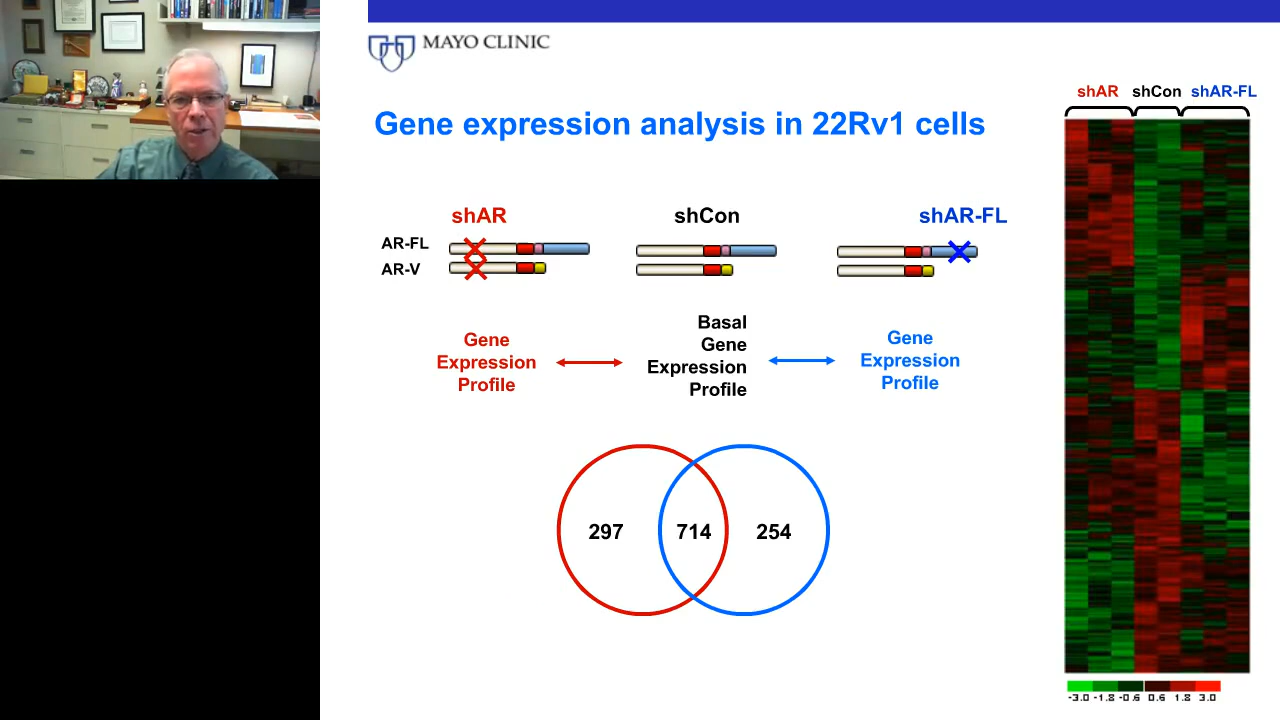 MAYO CLINIC
Gene expression analysis in 22Rv1 cells
shAR
shCon
shAR-FL
AR-FL
AR-V
Gene
Expression
Profile
Basal
Gene
Expression
Profile
Gene
Expression
Profile
297
714
254
shAR shCon shAR-FL
-3.0 -1.8 -0.6 0.6 1.8 3.0